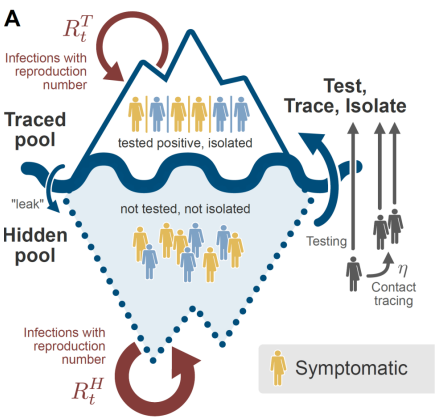 A
R_t^T
Infections with
reproduction
number
Test,
Trace, Isolate
Traced
pool
tested positive, isolated
"leak"
not tested, not isolated
Hidden
pool
Testing
η
Contact
tracing
Infections with
reproduction
number
R_t^H
Symptomatic